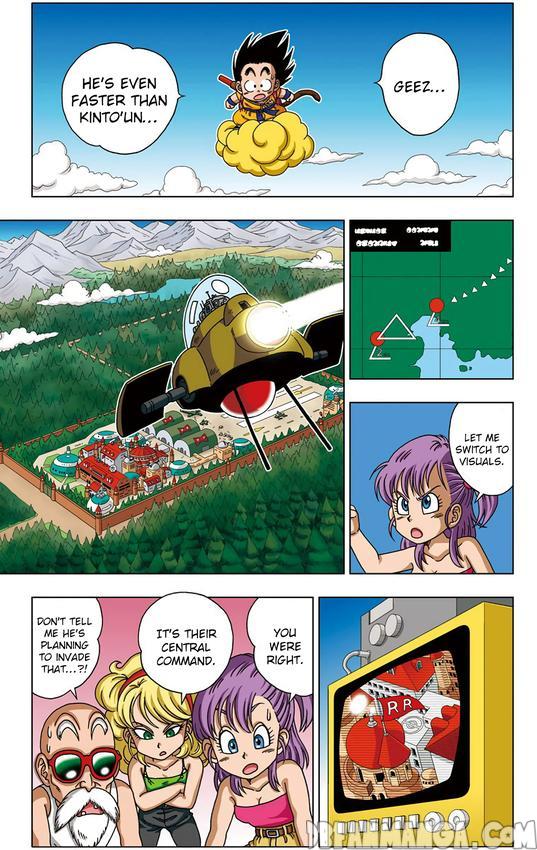 GEEZ...
HE'S EVEN
FASTER THAN
KINTO'UN...
LET ME
SWITCH TO
VISUALS.
2
YOU
WERE
RIGHT.
IT'S THEIR
CENTRAL
COMMAND.
DON'T TELL
ME HE'S
PLANNING
TO INVADE
THAT...?!
R R
DBFANMANGA.COM